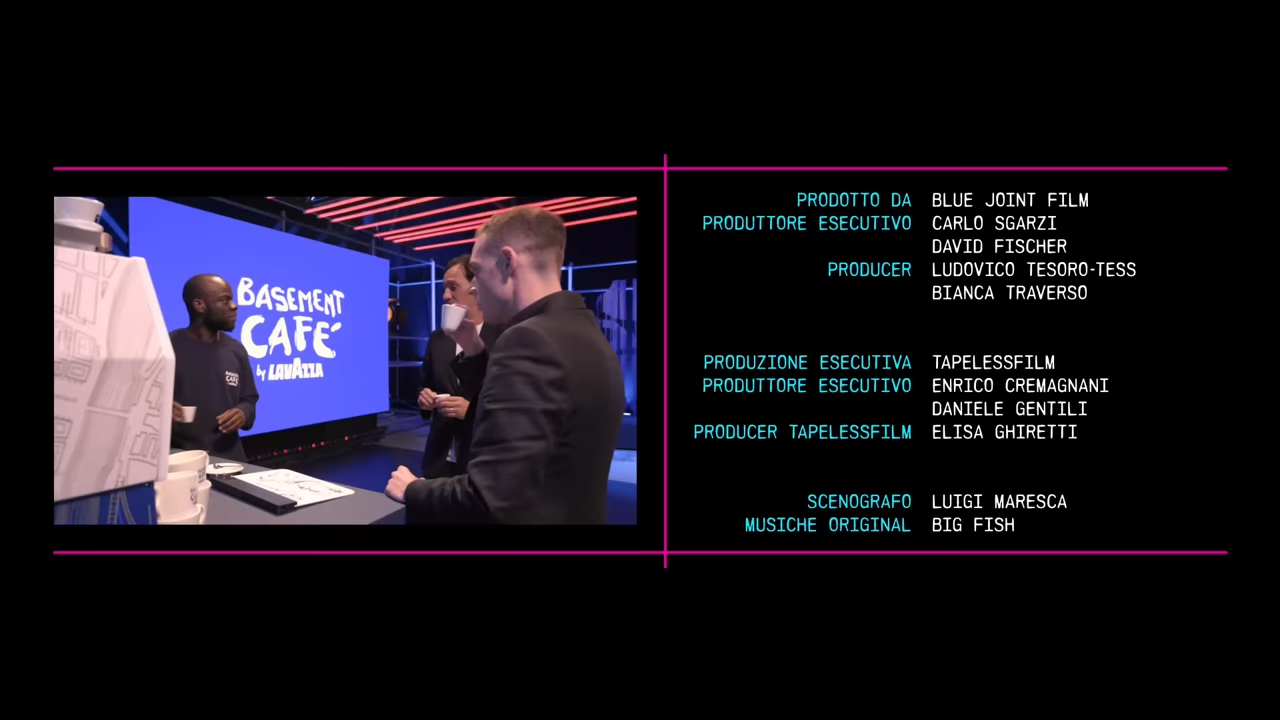 BASEMENT
CAFÉ
by LAVAZZA
PRODOTTO DA BLUE JOINT FILM
PRODUTTORE ESECUTIVO CARLO SGARZI
DAVID FISCHER
PRODUCER LUDOVICO TESORO-TESS
BIANCA TRAVERSO
PRODUZIONE ESECUTIVA TAPELESSFILM
PRODUTTORE ESECUTIVO ENRICO CREMAGNANI
DANIELE GENTILI
PRODUCER TAPELESSFILM ELISA GHIRETTI
SCENOGRAFO LUIGI MARESCA
MUSICHE ORIGINAL BIG FISH